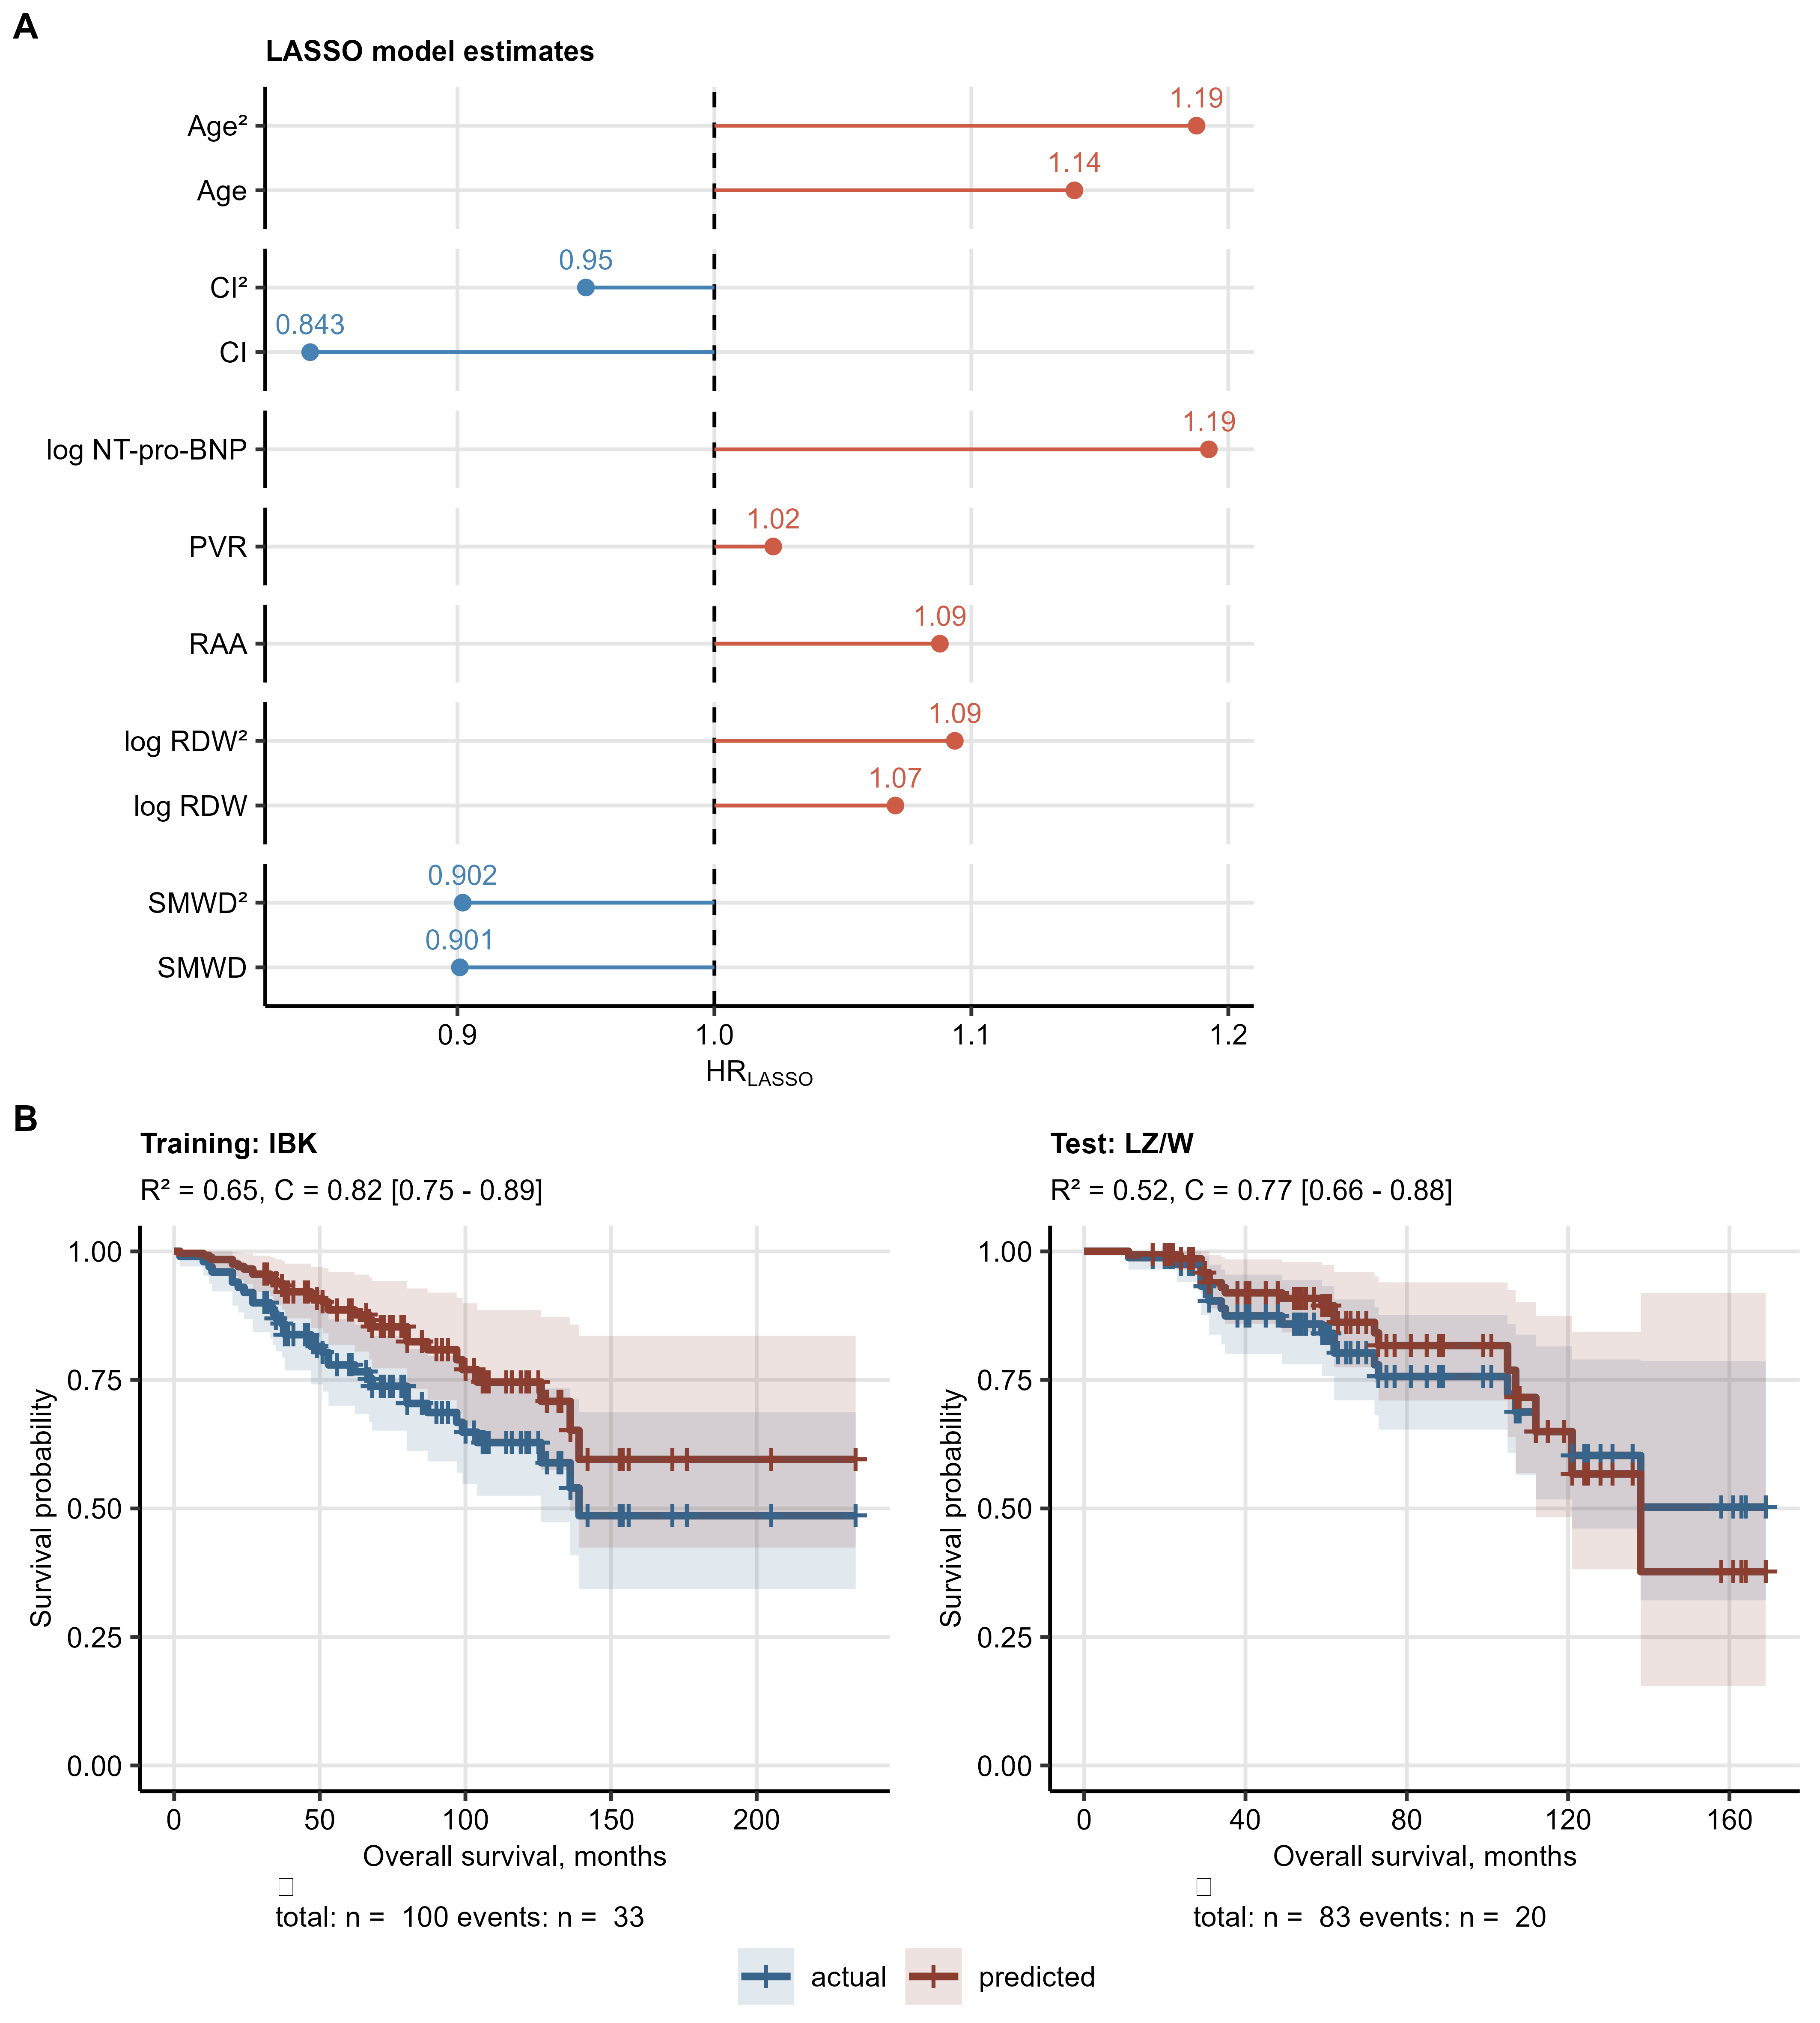 A
LASSO model estimates
Age²
1.19
Age
1.14
CI²
0.95
CI
0.843
log NT-pro-BNP
1.19
PVR
1.02
RAA
1.09
log RDW²
1.09
log RDW
1.07
SMWD²
0.902
SMWD
0.901
0.9 1.0 1.1 1.2
HR_LASSO
B
Training: IBK
R² = 0.65, C = 0.82 [0.75 - 0.89]
Survival probability
1.00
0.75
0.50
0.25
0.00
0 50 100 150 200
Overall survival, months
total: n = 100 events: n = 33
Test: LZ/W
R² = 0.52, C = 0.77 [0.66 - 0.88]
Survival probability
1.00
0.75
0.50
0.25
0.00
0 40 80 120 160
Overall survival, months
total: n = 83 events: n = 20
actual predicted